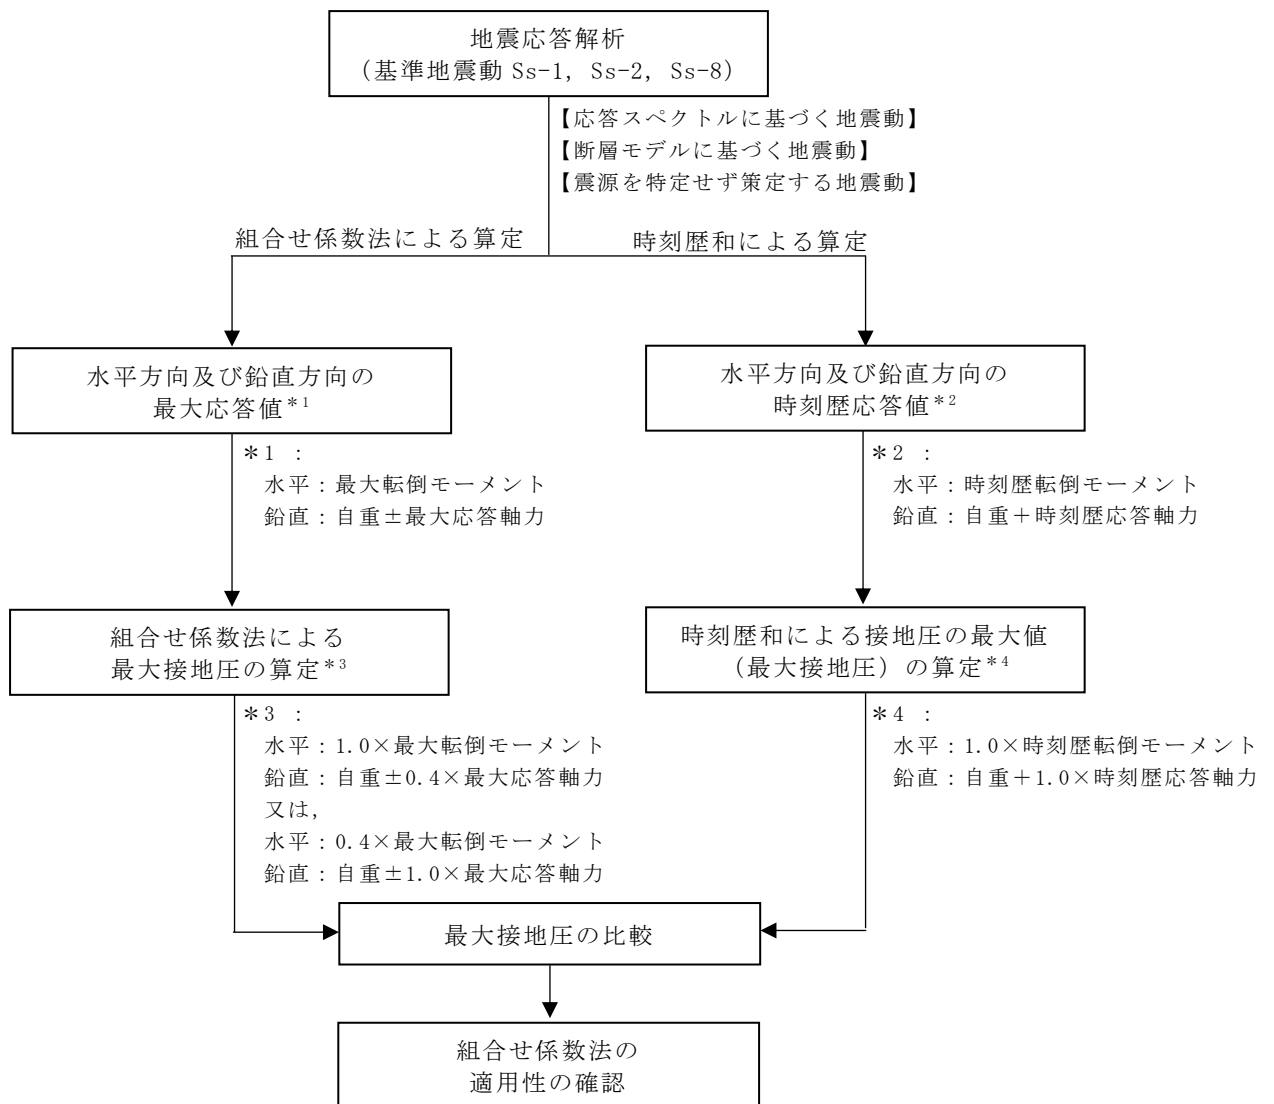 地震応答解析
（基準地震動 Ss-1, Ss-2, Ss-8）
【応答スペクトルに基づく地震動】
【断層モデルに基づく地震動】
【震源を特定せず策定する地震動】
組合せ係数法による算定
時刻歴和による算定
水平方向及び鉛直方向の
最大応答値*1
*1 :
水平：最大転倒モーメント
鉛直：自重±最大応答軸力
水平方向及び鉛直方向の
時刻歴応答値*2
*2 :
水平：時刻歴転倒モーメント
鉛直：自重＋時刻歴応答軸力
組合せ係数法による
最大接地圧の算定*3
*3 :
水平：1.0×最大転倒モーメント
鉛直：自重±0.4×最大応答軸力
又は,
水平：0.4×最大転倒モーメント
鉛直：自重±1.0×最大応答軸力
時刻歴和による接地圧の最大値
（最大接地圧）の算定*4
*4 :
水平：1.0×時刻歴転倒モーメント
鉛直：自重＋1.0×時刻歴応答軸力
最大接地圧の比較
組合せ係数法の
適用性の確認